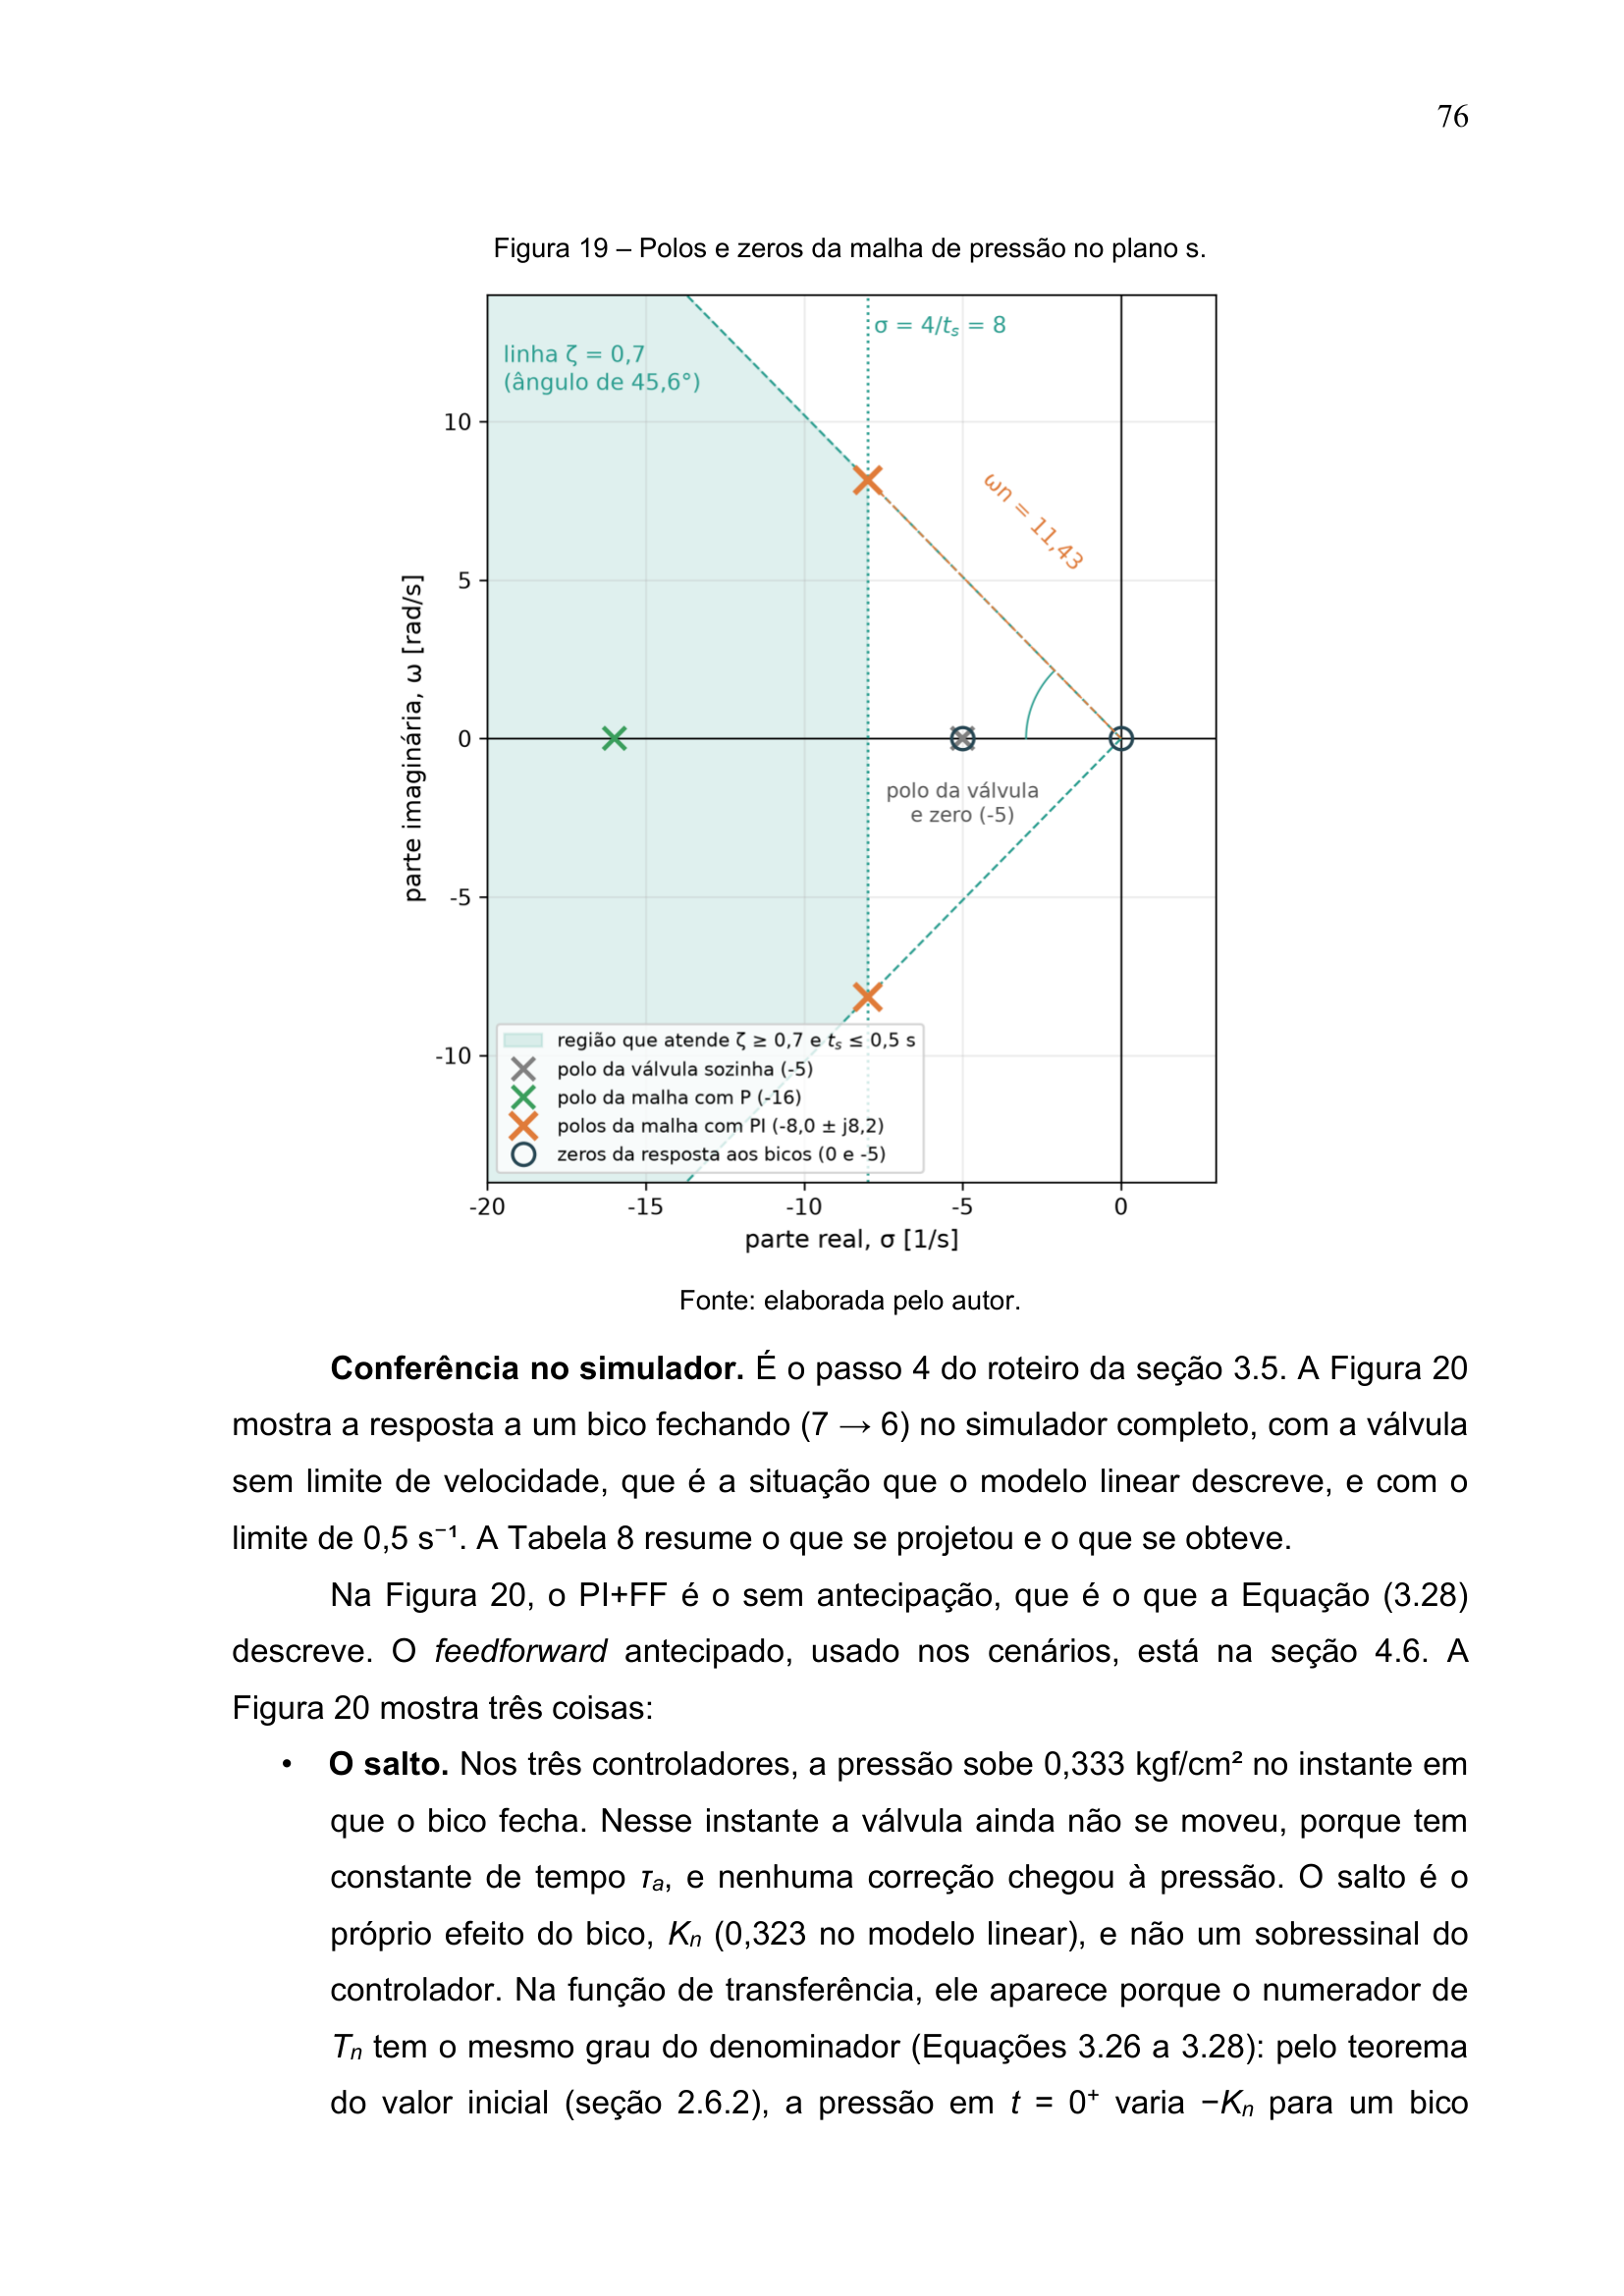 76
Figura 19 – Polos e zeros da malha de pressão no plano s.
σ = 4/tₛ = 8
linha ζ = 0,7
(ângulo de 45,6°)
ωn = 11,43
10
5
0
-5
-10
parte imaginária, ω [rad/s]
polo da válvula
e zero (-5)
região que atende ζ ≥ 0,7 e tₛ ≤ 0,5 s
polo da válvula sozinha (-5)
polo da malha com P (-16)
polos da malha com PI (-8,0 ± j8,2)
zeros da resposta aos bicos (0 e -5)
-20 -15 -10 -5 0
parte real, σ [1/s]
Fonte: elaborada pelo autor.
Conferência no simulador. É o passo 4 do roteiro da seção 3.5. A Figura 20
mostra a resposta a um bico fechando (7 → 6) no simulador completo, com a válvula
sem limite de velocidade, que é a situação que o modelo linear descreve, e com o
limite de 0,5 s⁻¹. A Tabela 8 resume o que se projetou e o que se obteve.
Na Figura 20, o PI+FF é o sem antecipação, que é o que a Equação (3.28)
descreve. O feedforward antecipado, usado nos cenários, está na seção 4.6. A
Figura 20 mostra três coisas:
• O salto. Nos três controladores, a pressão sobe 0,333 kgf/cm² no instante em
que o bico fecha. Nesse instante a válvula ainda não se moveu, porque tem
constante de tempo τₐ, e nenhuma correção chegou à pressão. O salto é o
próprio efeito do bico, Kₙ (0,323 no modelo linear), e não um sobressinal do
controlador. Na função de transferência, ele aparece porque o numerador de
Tₙ tem o mesmo grau do denominador (Equações 3.26 a 3.28): pelo teorema
do valor inicial (seção 2.6.2), a pressão em t = 0⁺ varia −Kₙ para um bico